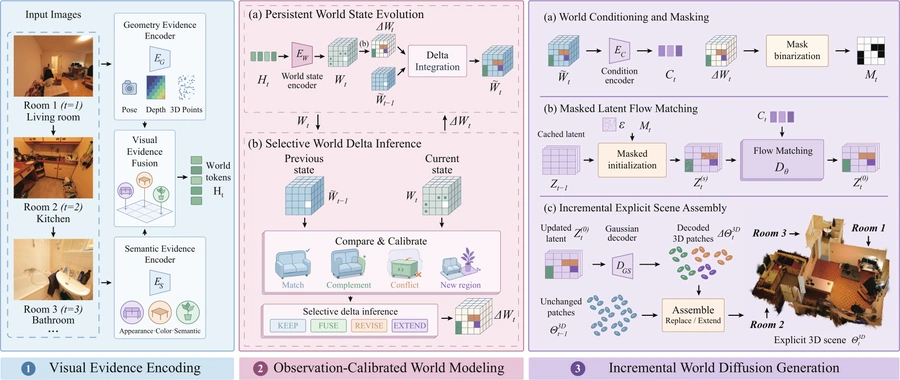 Input Images
Room 1 (t=1)
Living room
Room 2 (t=2)
Kitchen
Room 3 (t=3)
Bathroom
...
Geometry Evidence
Encoder
E_G
Pose Depth 3D Points
Visual
Evidence
Fusion
World
tokens
H_t
Semantic Evidence
Encoder
E_S
Appearance Color Semantic
1 Visual Evidence Encoding
(a) Persistent World State Evolution
H_t
E_W
World state
encoder
W_t
(b)
ΔW_t
W̃_{t-1}
Delta
Integration
W̃_t
W_t
ΔW_t
(b) Selective World Delta Inference
Previous
state
W̃_{t-1}
Current
state
W_t
Compare & Calibrate
Match Complement Conflict New region
Selective delta inference
KEEP FUSE REVISE EXTEND
ΔW_t
2 Observation-Calibrated World Modeling
(a) World Conditioning and Masking
W̃_t
E_C
Condition
encoder
C_t
ΔW_t
Mask
binarization
M_t
(b) Masked Latent Flow Matching
Cached latent
Z_{t-1}
ε M_t
Masked
initialization
Z_t^{(s)}
C_t
Flow Matching
D_θ
Z_t^{(0)}
(c) Incremental Explicit Scene Assembly
Updated
latent
Z_t^{(0)}
Gaussian
decoder
D_{GS}
Decoded
3D patches
ΔΘ_t^{3D}
Unchanged
patches
Θ_{t-1}^{3D}
Assemble
Replace / Extend
Room 3
Room 1
Room 2
Explicit 3D scene Θ_t^{3D}
3 Incremental World Diffusion Generation